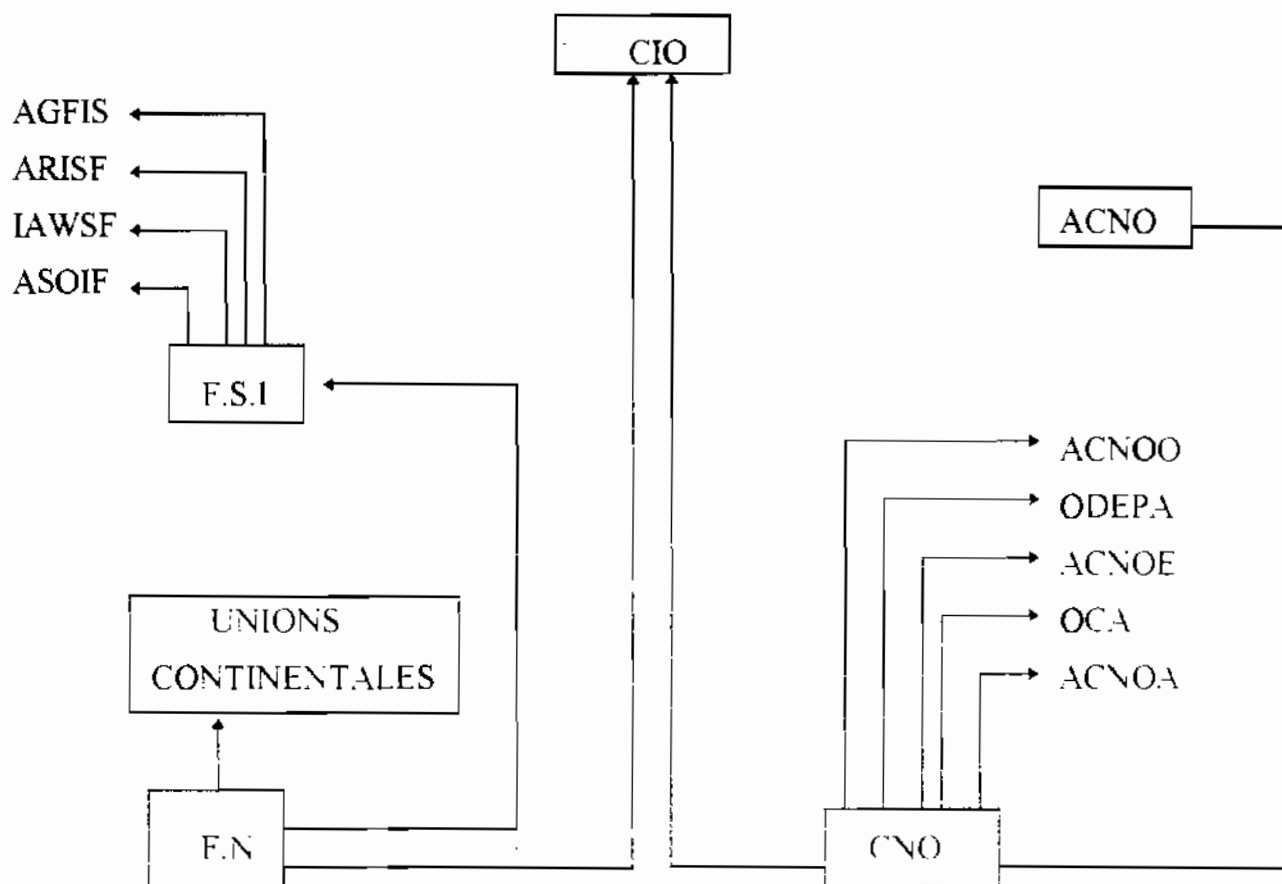 CIO
AGFIS
ARISF
IAWSF
ASOIF
F.S.I
ACNO
ACNOO
ODEPA
ACNOE
OCA
ACNOA
UNIONS
CONTINENTALES
F.N
CNO